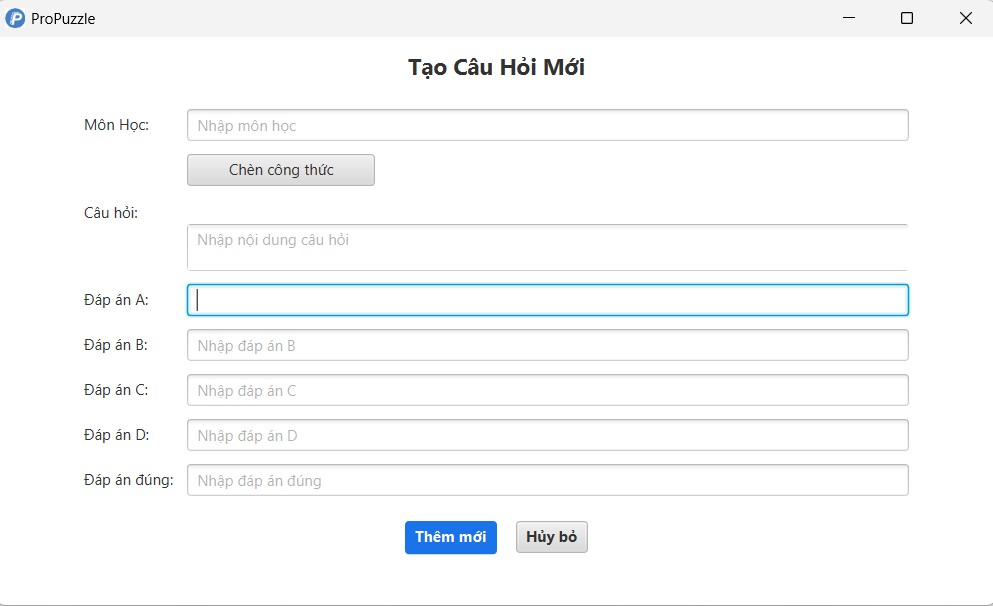 ProPuzzle
Tạo Câu Hỏi Mới
Môn Học: Nhập môn học
Chèn công thức
Câu hỏi:
Nhập nội dung câu hỏi
Đáp án A:
Đáp án B: Nhập đáp án B
Đáp án C: Nhập đáp án C
Đáp án D: Nhập đáp án D
Đáp án đúng: Nhập đáp án đúng
Thêm mới Hủy bỏ